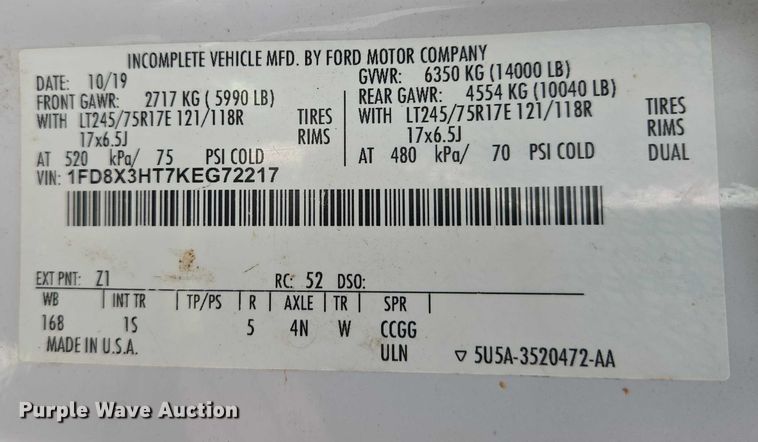 INCOMPLETE VEHICLE MFD. BY FORD MOTOR COMPANY
DATE: 10/19 GVWR: 6350 KG (14000 LB)
FRONT GAWR: 2717 KG ( 5990 LB) REAR GAWR: 4554 KG (10040 LB)
WITH LT245/75R17E 121/118R TIRES WITH LT245/75R17E 121/118R TIRES
17x6.5J RIMS 17x6.5J RIMS
AT 520 kPa/ 75 PSI COLD AT 480 kPa/ 70 PSI COLD DUAL
VIN: 1FD8X3HT7KEG72217
EXT PNT: Z1 RC: 52 DSO:
WB | INT TR | TP/PS | R | AXLE | TR | SPR
168 1S 5 4N W CCGG
MADE IN U.S.A. ULN ▽ 5U5A-3520472-AA
Purple Wave Auction